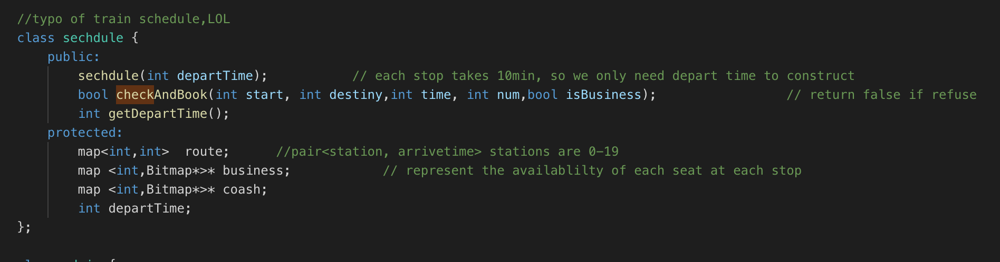 //typo of train schedule,LOL
class sechdule {
public:
sechdule(int departTime); // each stop takes 10min, so we only need depart time to construct
bool checkAndBook(int start, int destiny,int time, int num,bool isBusiness); // return false if refuse
int getDepartTime();
protected:
map<int,int> route; //pair<station, arrivetime> stations are 0-19
map <int,Bitmap*>* business; // represent the availablilty of each seat at each stop
map <int,Bitmap*>* coash;
int departTime;
};